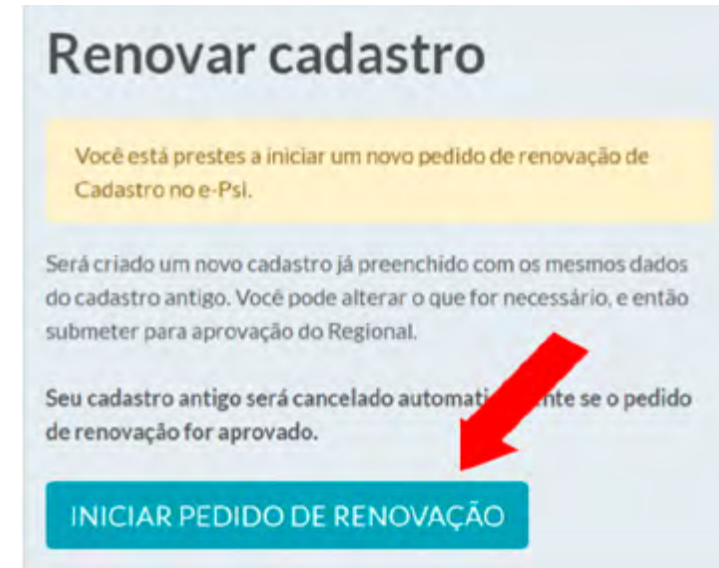 Renovar cadastro
Você está prestes a iniciar um novo pedido de renovação de
Cadastro no e-Psi.
Será criado um novo cadastro já preenchido com os mesmos dados
do cadastro antigo. Você pode alterar o que for necessário, e então
submeter para aprovação do Regional.
Seu cadastro antigo será cancelado se o pedido
de renovação for aprovado.
INICIAR PEDIDO DE RENOVAÇÃO